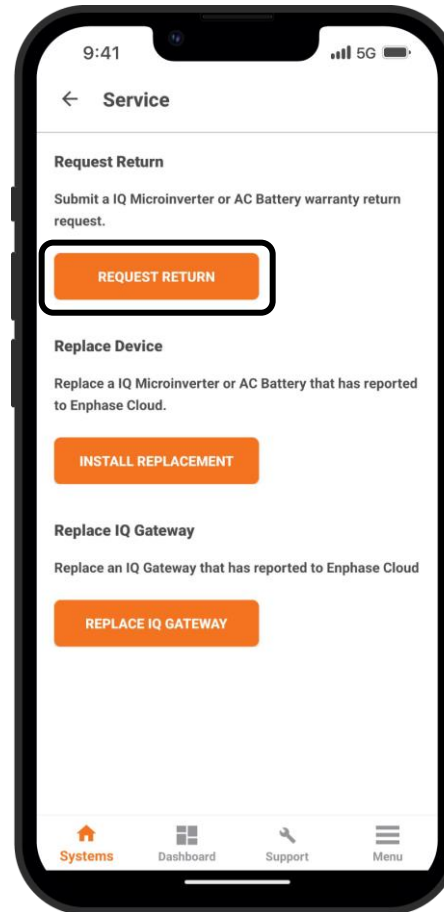 9:41
5G
Service
Request Return
Submit a IQ Microinverter or AC Battery warranty return
request.
REQUEST RETURN
Replace Device
Replace a IQ Microinverter or AC Battery that has reported
to Enphase Cloud.
INSTALL REPLACEMENT
Replace IQ Gateway
Replace an IQ Gateway that has reported to Enphase Cloud
REPLACE IQ GATEWAY
Systems Dashboard Support Menu